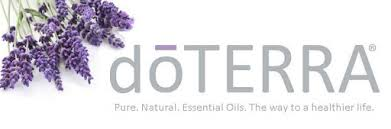 dōTERRA®
Pure. Natural. Essential Oils. The way to a healthier life.